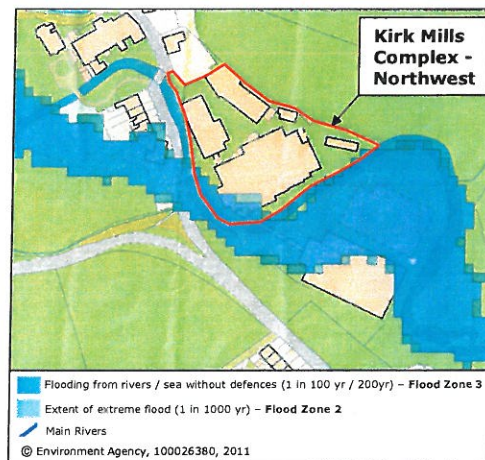 Kirk Mills
Complex -
Northwest
Flooding from rivers / sea without defences (1 in 100 yr / 200yr) – Flood Zone 3
Extent of extreme flood (1 in 1000 yr) – Flood Zone 2
Main Rivers
© Environment Agency, 100026380, 2011